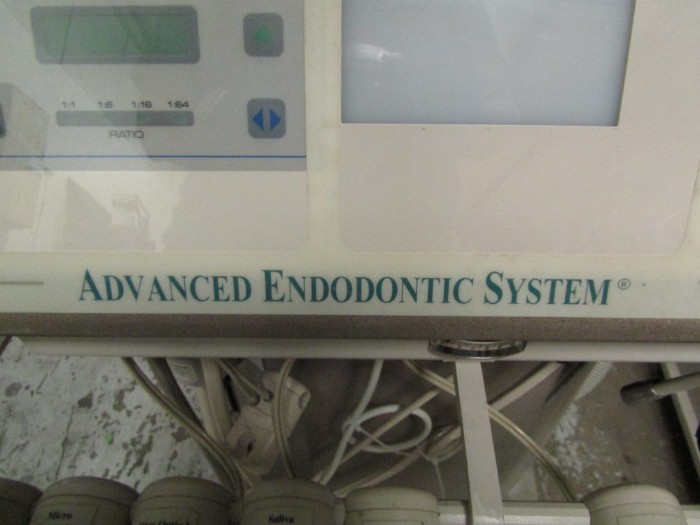 1:1 1:8 1:16 1:64
RATIO
ADVANCED ENDODONTIC SYSTEM®
Micro
Saliva